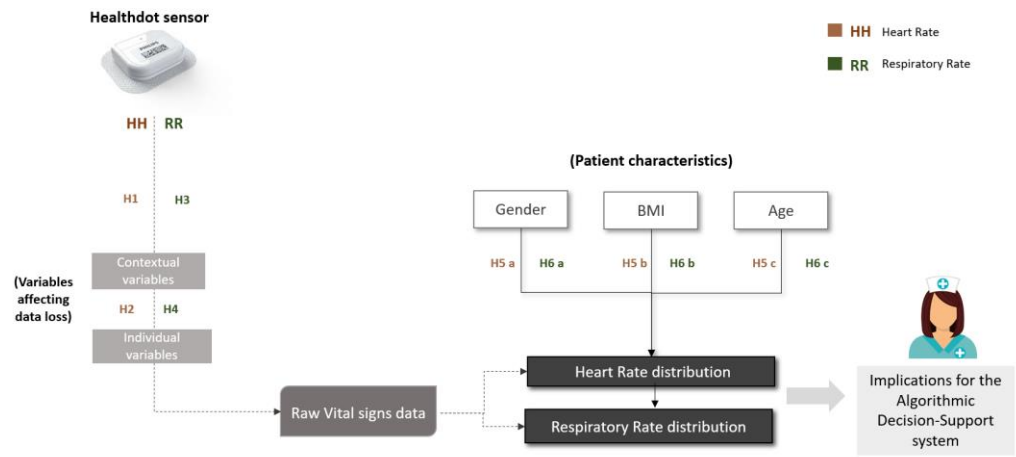 Healthdot sensor
HH Heart Rate
RR Respiratory Rate
HH RR
(Patient characteristics)
H1 H3
Gender BMI Age
Contextual
variables
H5 a H6 a H5 b H6 b H5 c H6 c
(Variables
affecting
data loss)
H2 H4
Individual
variables
Heart Rate distribution
Raw Vital signs data
Respiratory Rate distribution
Implications for the
Algorithmic
Decision-Support
system